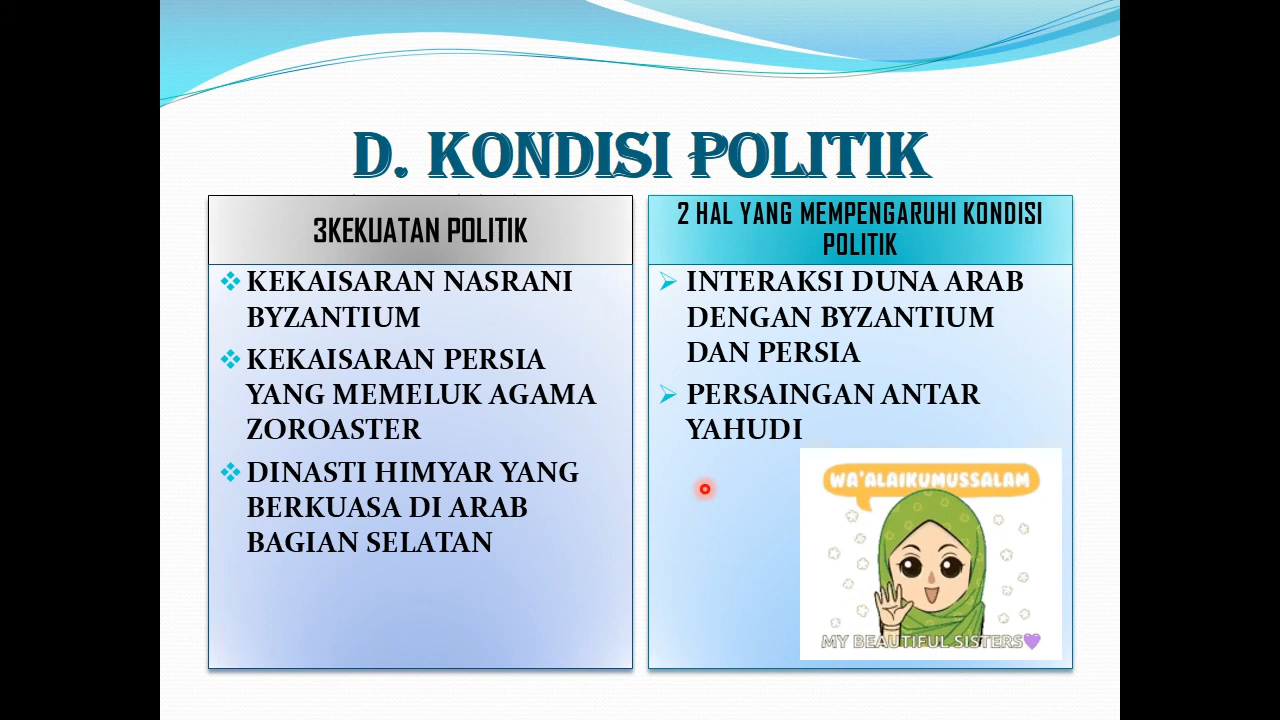 D. KONDISI POLITIK
3KEKUATAN POLITIK
KEKAISARAN NASRANI
BYZANTIUM
KEKAISARAN PERSIA
YANG MEMELUK AGAMA
ZOROASTER
DINASTI HIMYAR YANG
BERKUASA DI ARAB
BAGIAN SELATAN
2 HAL YANG MEMPENGARUHI KONDISI
POLITIK
INTERAKSI DUNA ARAB
DENGAN BYZANTIUM
DAN PERSIA
PERSAINGAN ANTAR
YAHUDI
WA'ALAIKUMUSSALAM
MY BEAUTIFUL SISTERS💜